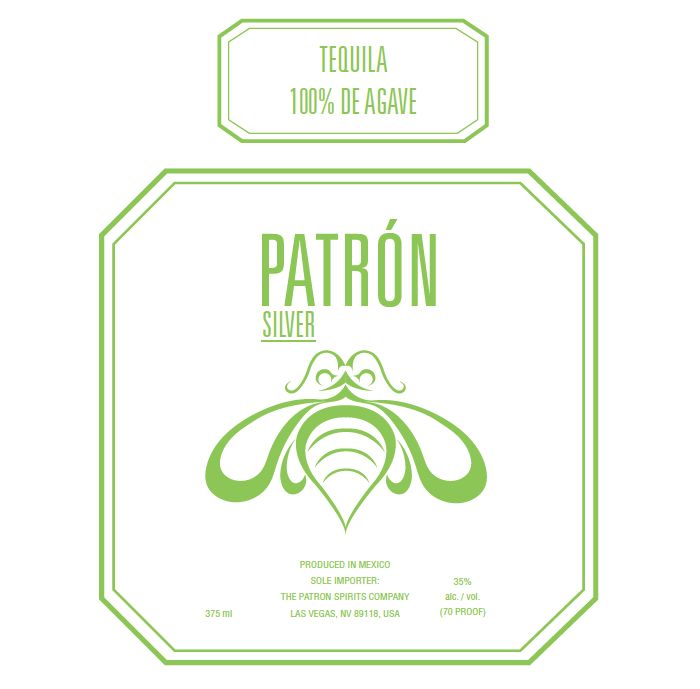 TEQUILA
100% DE AGAVE
PATRÓN
SILVER
PRODUCED IN MEXICO
SOLE IMPORTER:
THE PATRON SPIRITS COMPANY
LAS VEGAS, NV 89118, USA
375 ml
35%
alc. / vol.
(70 PROOF)